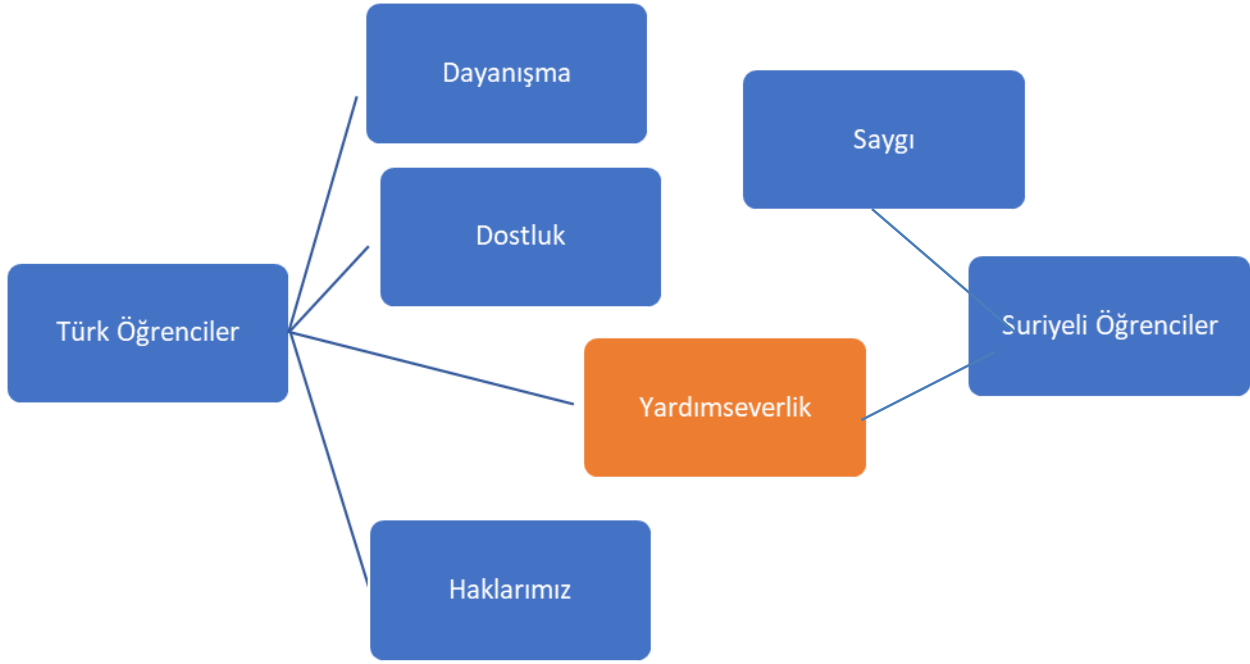 Dayanışma
Saygı
Dostluk
Türk Öğrenciler
Suriyeli Öğrenciler
Yardımseverlik
Haklarımız